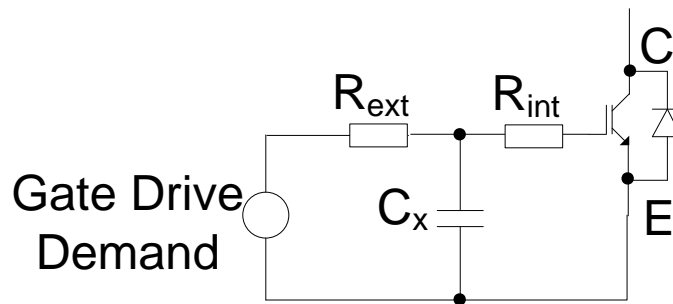 C
R_ext
R_int
Gate Drive
Demand
C_x
E